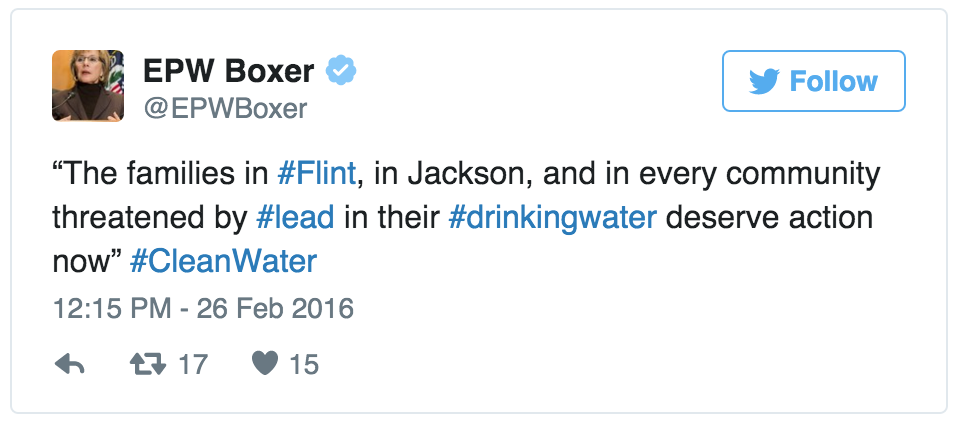 EPW Boxer
@EPWBoxer
Follow
“The families in #Flint, in Jackson, and in every community
threatened by #lead in their #drinkingwater deserve action
now” #CleanWater
12:15 PM - 26 Feb 2016
17 15